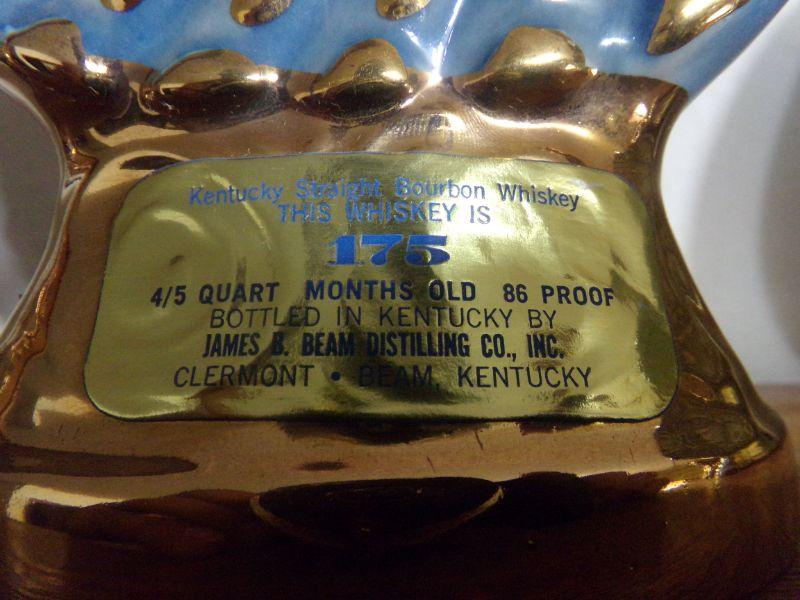 Kentucky Straight Bourbon Whiskey
THIS WHISKEY IS
175
4/5 QUART MONTHS OLD 86 PROOF
BOTTLED IN KENTUCKY BY
JAMES B. BEAM DISTILLING CO., INC.
CLERMONT • BEAM, KENTUCKY